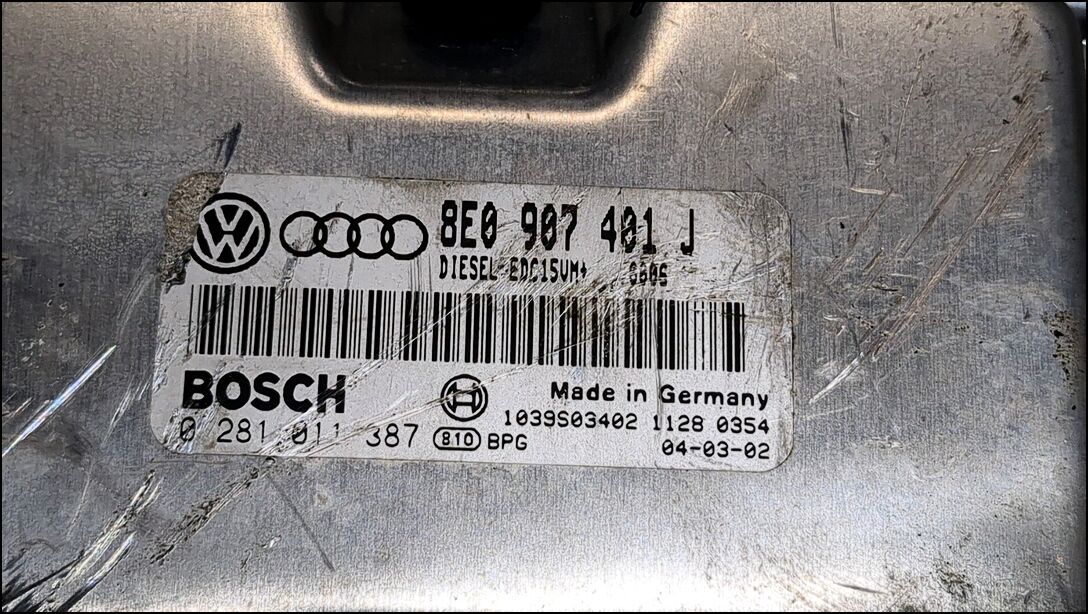 8E0 907 401 J
DIESEL-EDC15VM+
BOSCH
Made in Germany
0 281 011 387
810 BPG
1039S03402 1128 0354
04-03-02